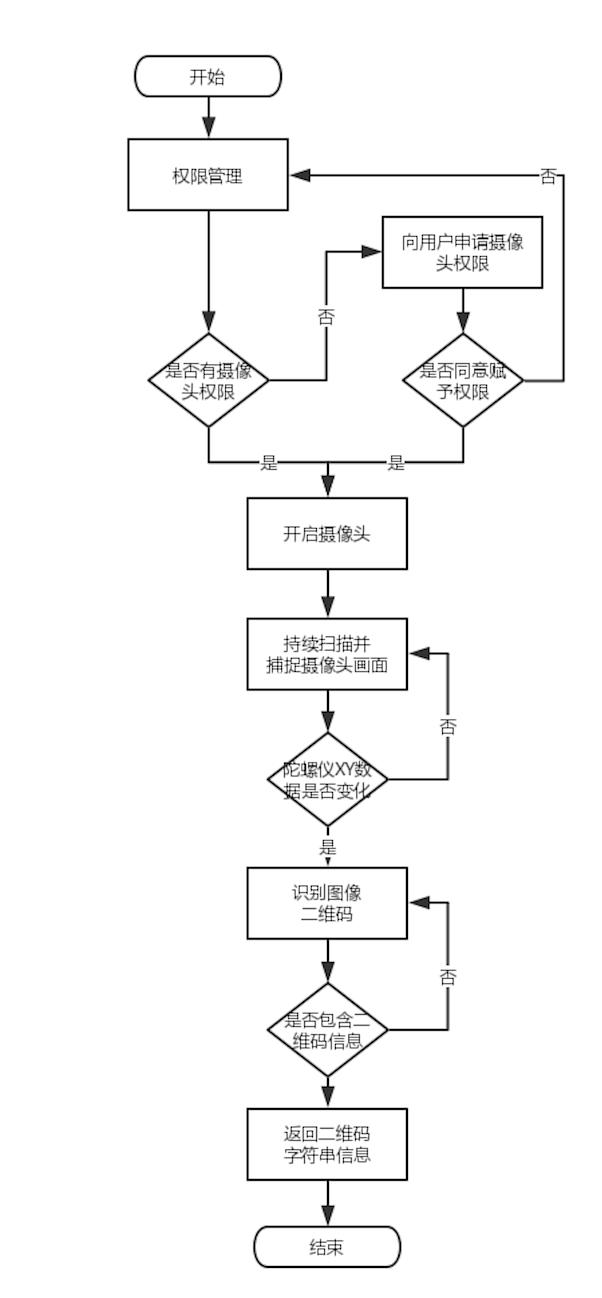 开始
权限管理
否
向用户申请摄像
头权限
否
是否有摄像
头权限
是否同意赋
予权限
是
是
开启摄像头
持续扫描并
捕捉摄像头画面
否
陀螺仪XY数
据是否变化
是
识别图像
二维码
否
是否包含二
维码信息
返回二维码
字符串信息
结束